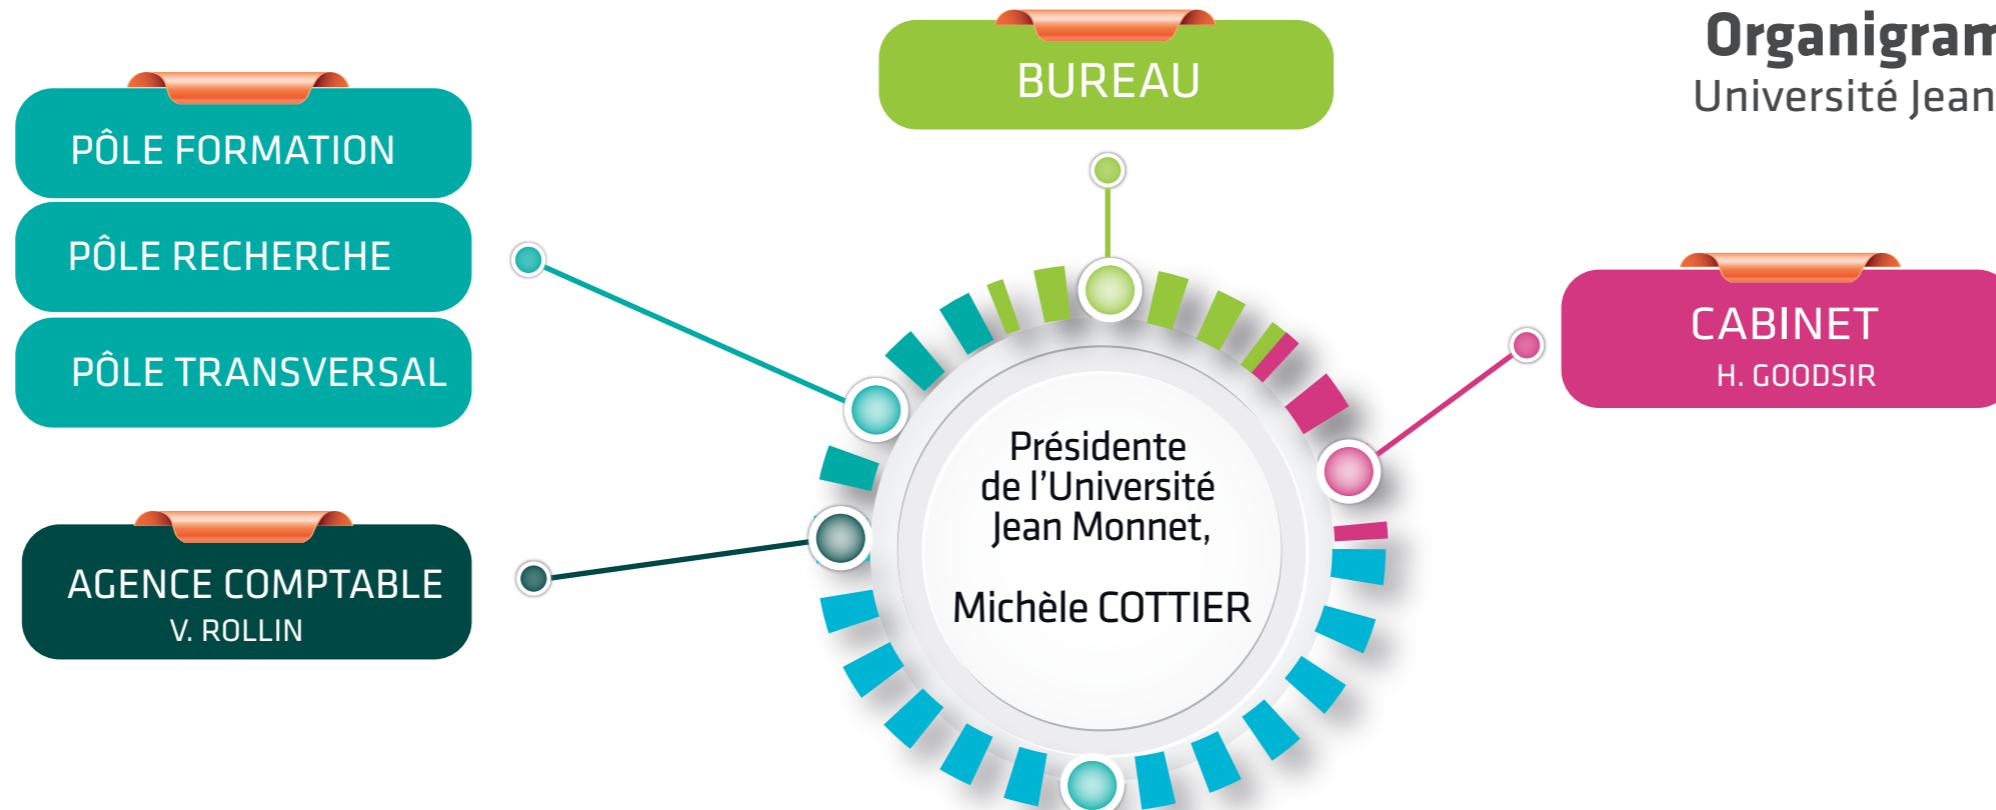 Organigram
Université Jean
BUREAU
PÔLE FORMATION
PÔLE RECHERCHE
PÔLE TRANSVERSAL
CABINET
H. GOODSIR
AGENCE COMPTABLE
V. ROLLIN
Présidente
de l'Université
Jean Monnet,
Michèle COTTIER